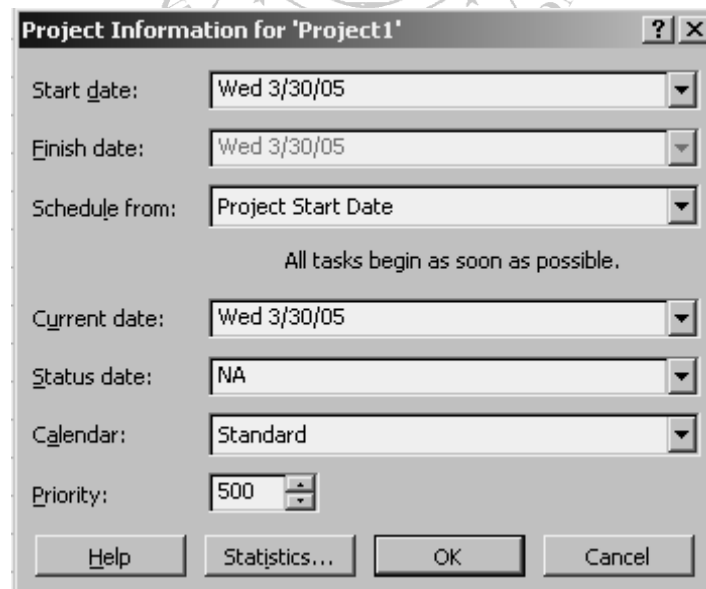 Project Information for 'Project1'
Start date: Wed 3/30/05
Finish date: Wed 3/30/05
Schedule from: Project Start Date
All tasks begin as soon as possible.
Current date: Wed 3/30/05
Status date: NA
Calendar: Standard
Priority: 500
Help Statistics... OK Cancel